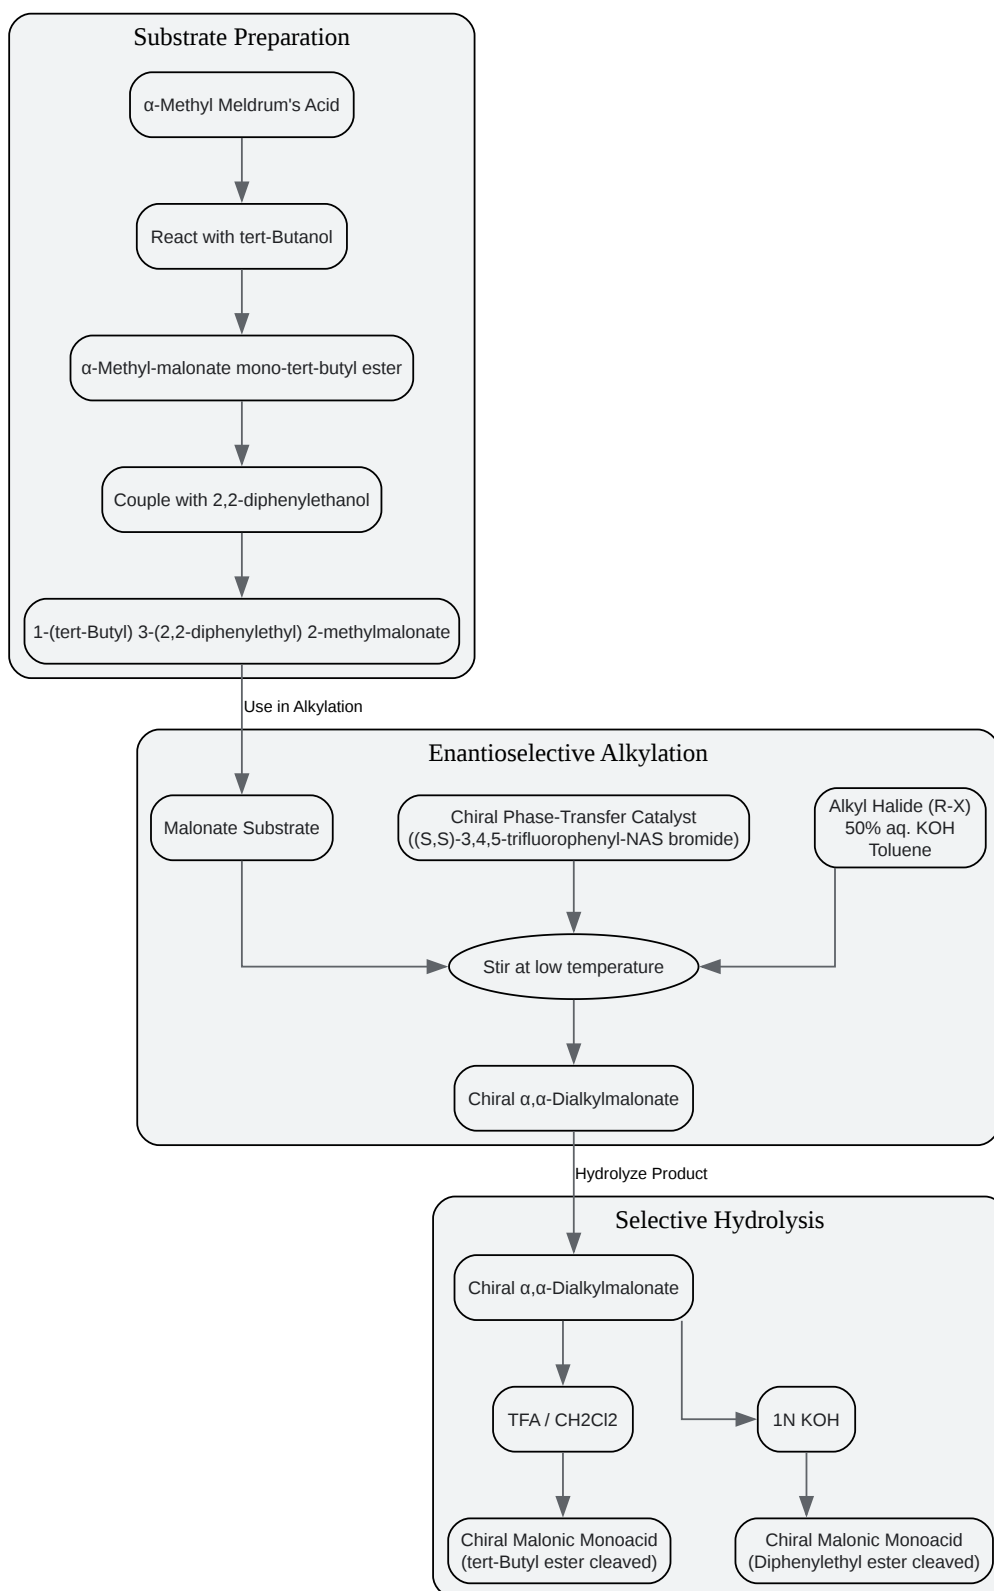 Substrate Preparation
α-Methyl Meldrum's Acid
React with tert-Butanol
α-Methyl-malonate mono-tert-butyl ester
Couple with 2,2-diphenylethanol
1-(tert-Butyl) 3-(2,2-diphenylethyl) 2-methylmalonate
Use in Alkylation
Enantioselective Alkylation
Malonate Substrate
Chiral Phase-Transfer Catalyst
((S,S)-3,4,5-trifluorophenyl-NAS bromide)
Alkyl Halide (R-X)
50% aq. KOH
Toluene
Stir at low temperature
Chiral α,α-Dialkylmalonate
Hydrolyze Product
Selective Hydrolysis
Chiral α,α-Dialkylmalonate
TFA / CH2Cl2
1N KOH
Chiral Malonic Monoacid
(tert-Butyl ester cleaved)
Chiral Malonic Monoacid
(Diphenylethyl ester cleaved)